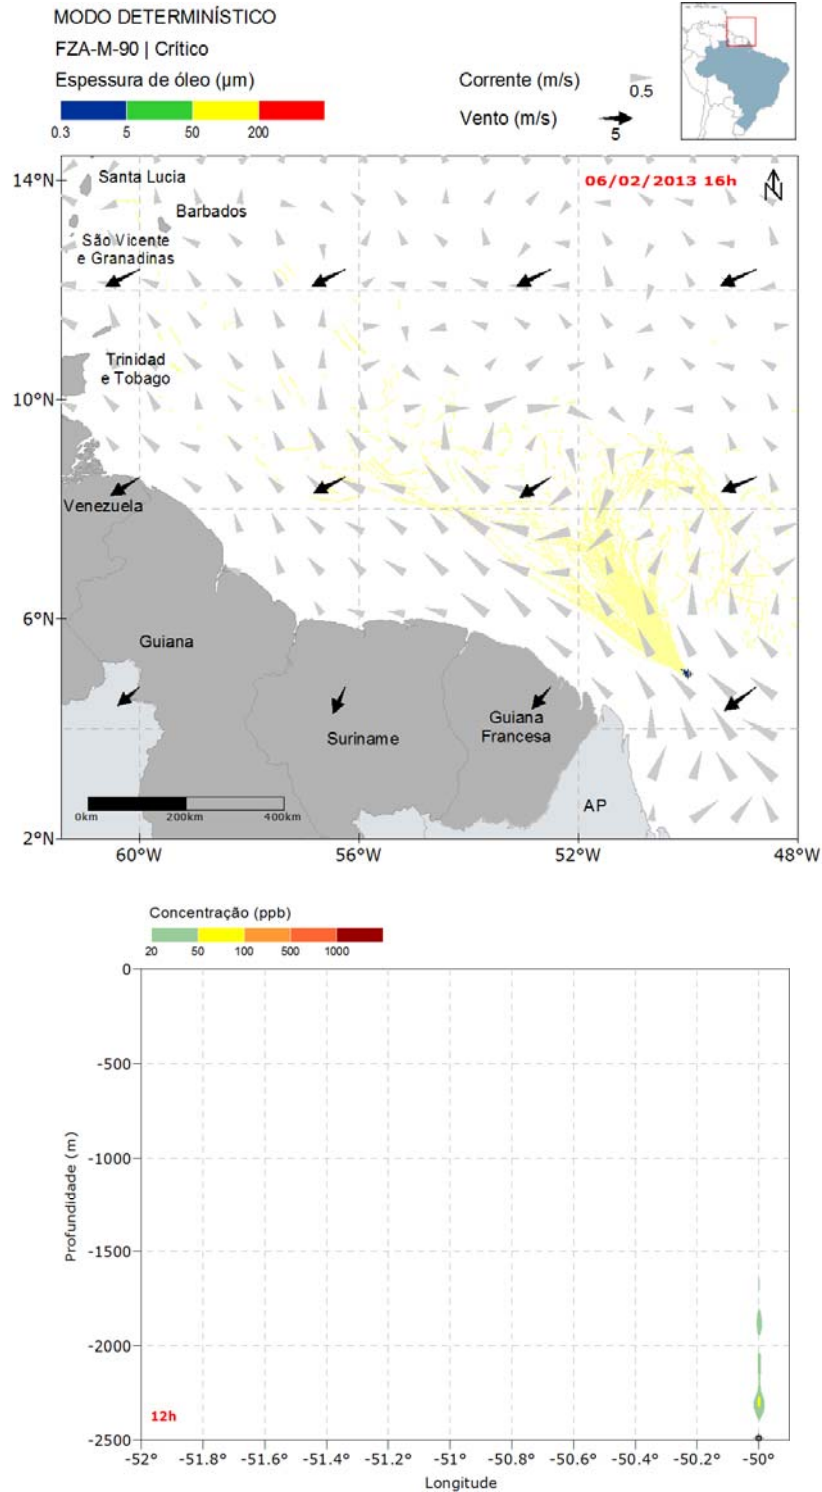 MODO DETERMINÍSTICO
FZA-M-90 | Crítico
Espessura de óleo (µm)
0.3 5 50 200
Corrente (m/s) 0.5
Vento (m/s) 5
06/02/2013 16h
N
14°N
10°N
6°N
2°N
Santa Lucia
Barbados
São Vicente
e Granadinas
Trinidad
e Tobago
Venezuela
Guiana
Suriname
Guiana
Francesa
AP
0km 200km 400km
60°W 56°W 52°W 48°W
Concentração (ppb)
20 50 100 500 1000
Profundidade (m)
0
-500
-1000
-1500
-2000
-2500
12h
-52 -51.8° -51.6° -51.4° -51.2° -51° -50.8° -50.6° -50.4° -50.2° -50°
Longitude